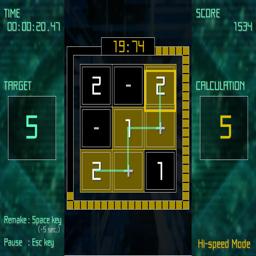 TIME
00:00:20.47
SCORE
1534
19:74
TARGET
5
CALCULATION
5
2 - 2
- 1 +
2 + 1
Remake : Space key
(-5 sec.)
Pause : Esc key
Hi-speed Mode